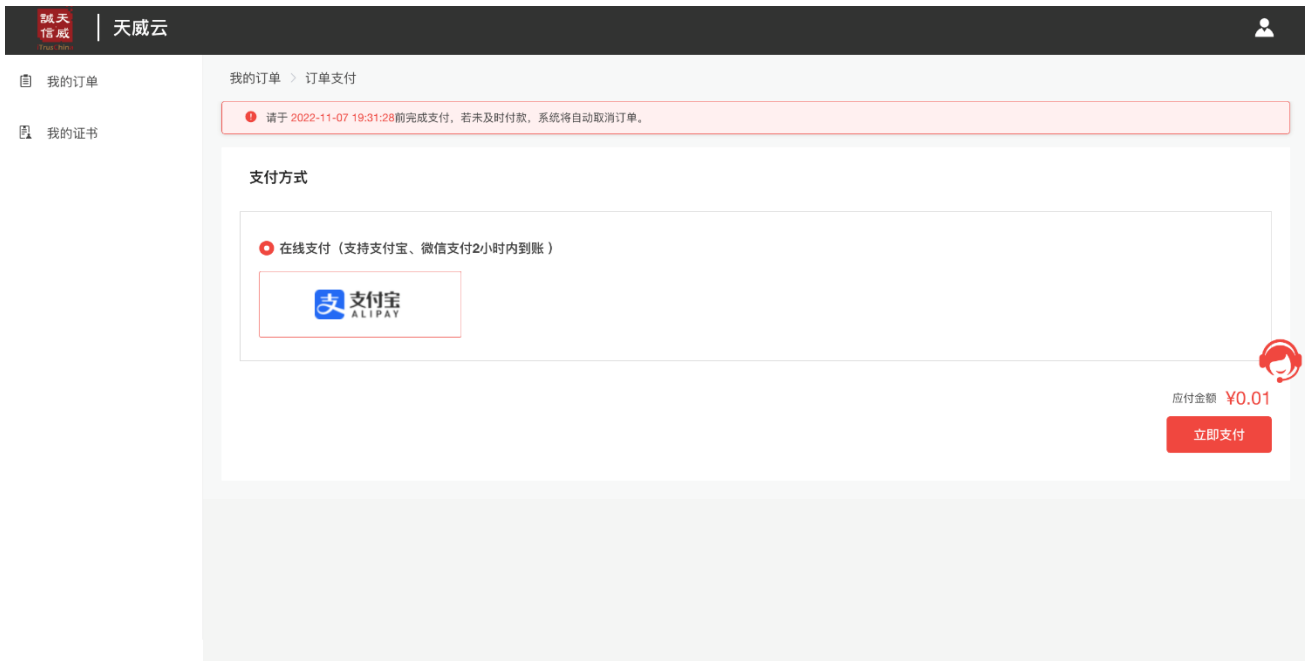 誠天
信威
天威云
我的订单
我的证书
我的订单 > 订单支付
请于 2022-11-07 19:31:28前完成支付，若未及时付款，系统将自动取消订单。
支付方式
在线支付（支持支付宝、微信支付2小时内到账 ）
支 支付宝
ALIPAY
应付金额 ¥0.01
立即支付